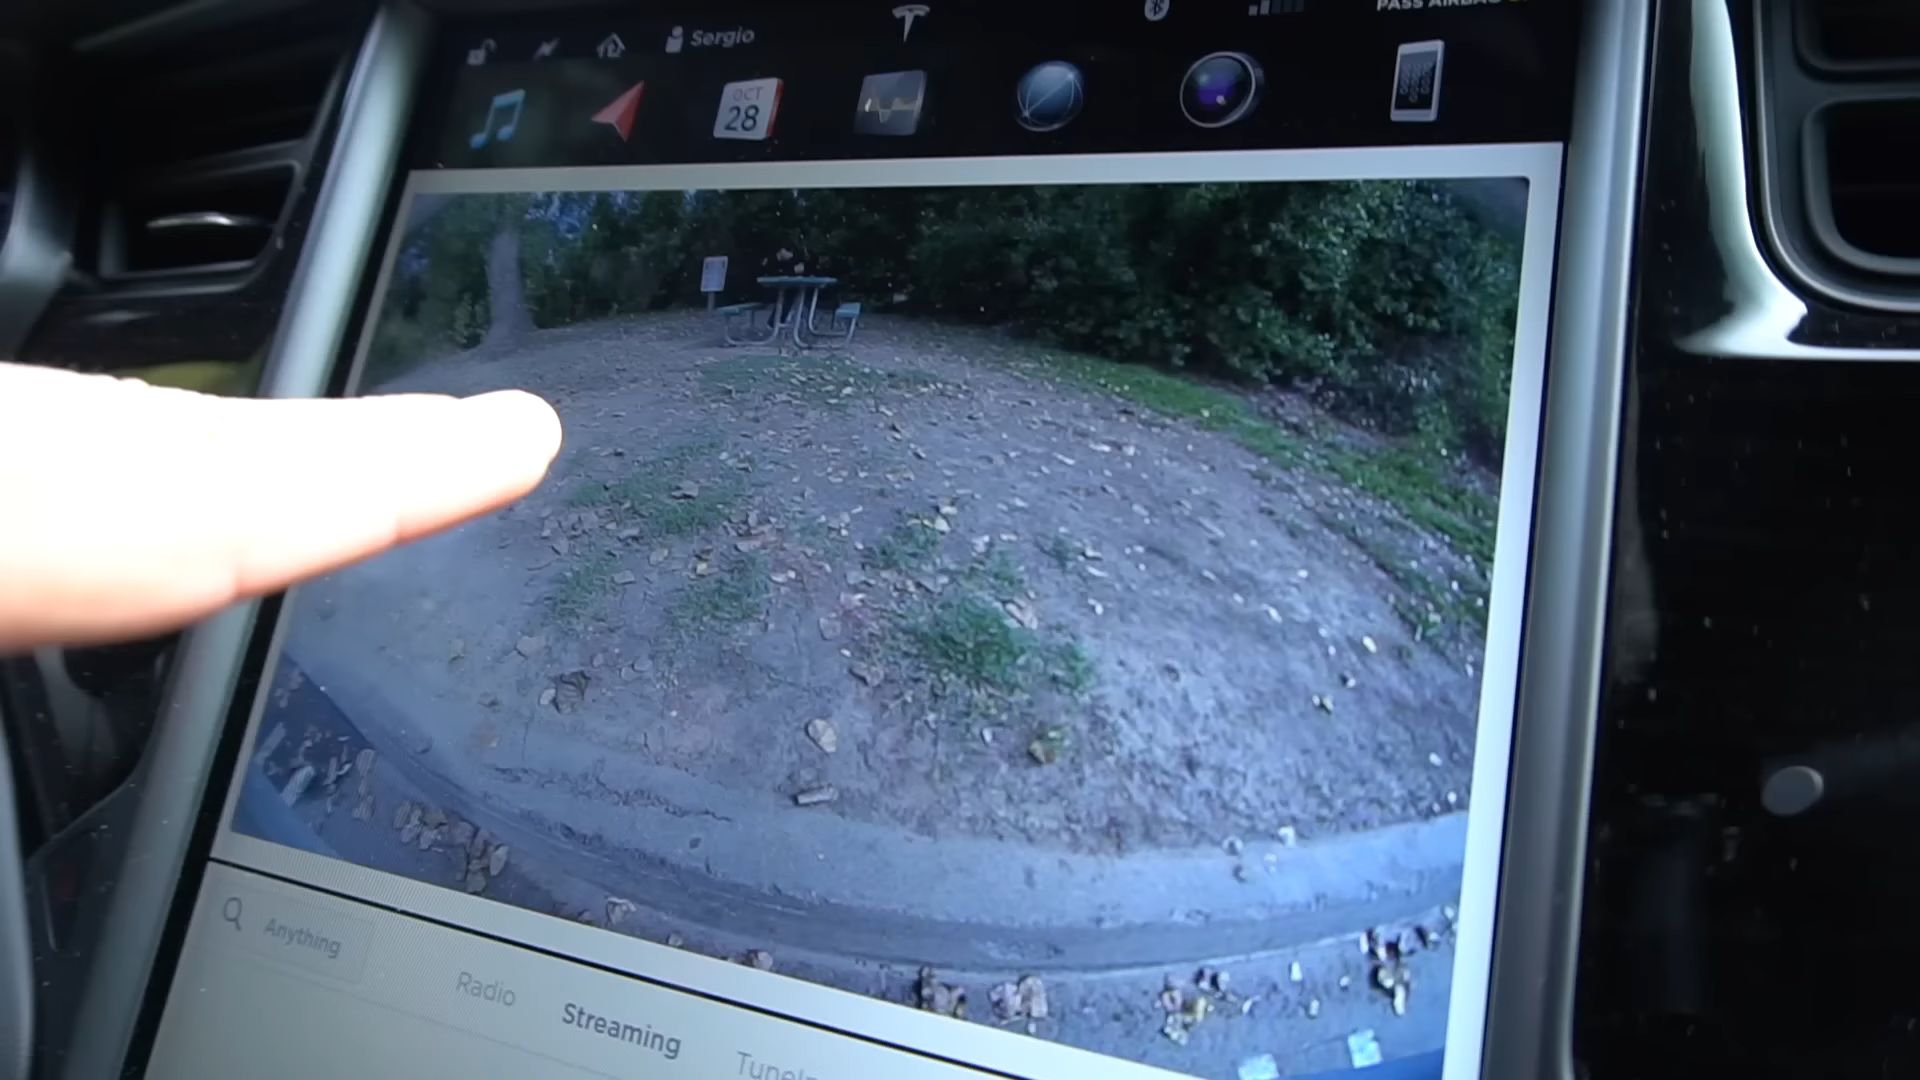 PASS AIRBAG
Sergio
OCT
28
Anything
Radio
Streaming